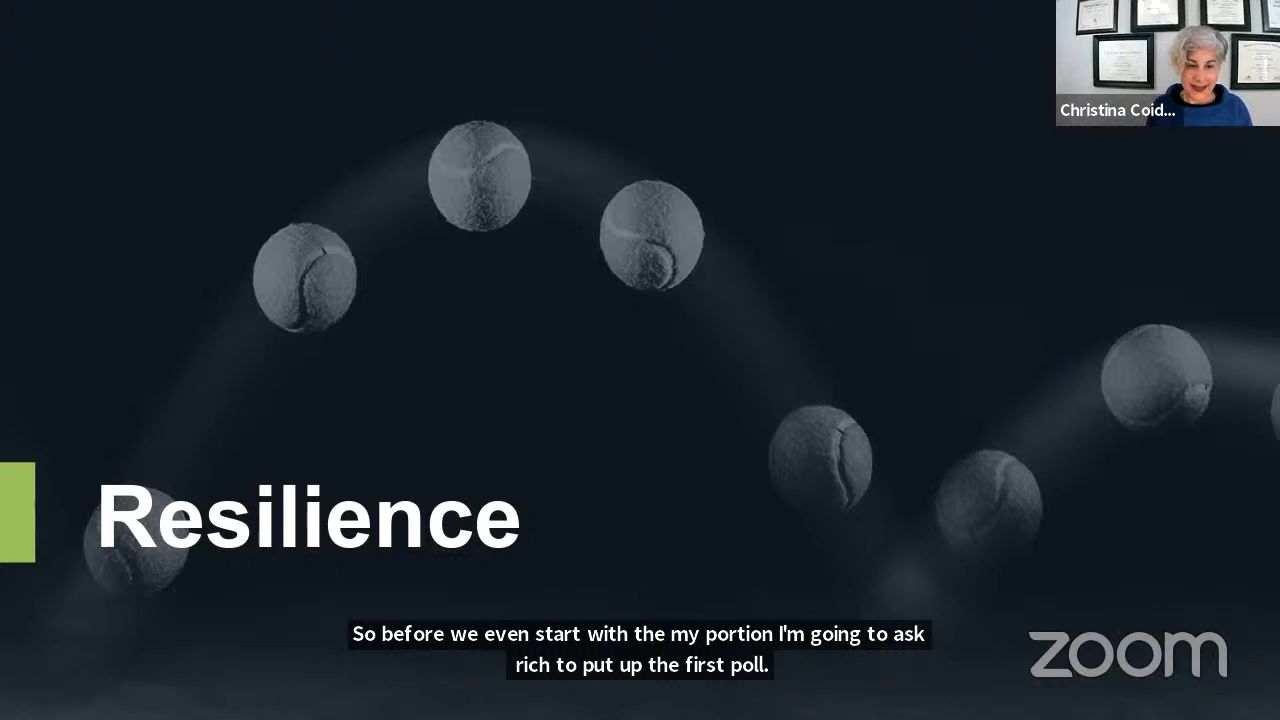 Christina Coid...
Resilience
So before we even start with the my portion I'm going to ask
rich to put up the first poll.
zoom